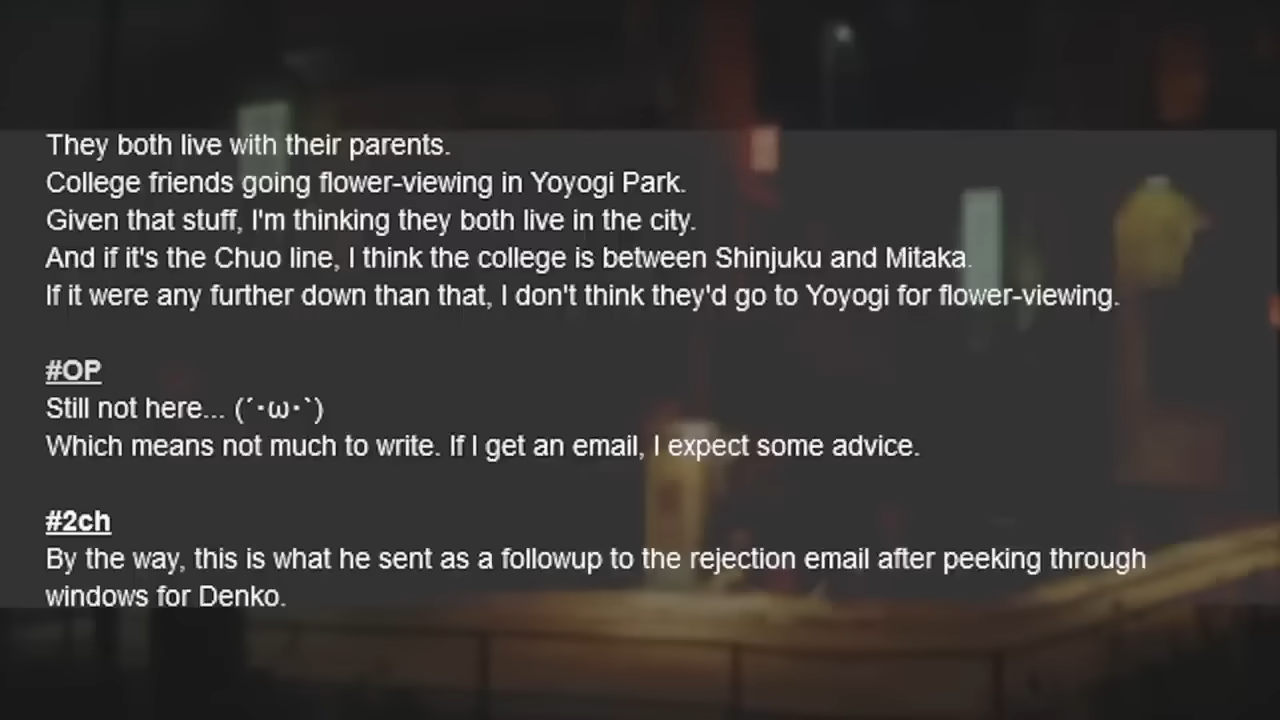 They both live with their parents.
College friends going flower-viewing in Yoyogi Park.
Given that stuff, I'm thinking they both live in the city.
And if it's the Chuo line, I think the college is between Shinjuku and Mitaka.
If it were any further down than that, I don't think they'd go to Yoyogi for flower-viewing.
#OP
Still not here... (´･ω･`)
Which means not much to write. If I get an email, I expect some advice.
#2ch
By the way, this is what he sent as a followup to the rejection email after peeking through
windows for Denko.